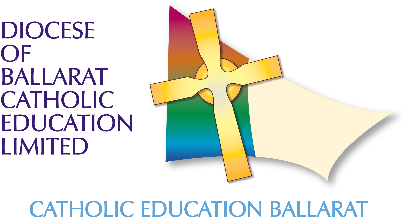 DIOCESE
OF
BALLARAT
CATHOLIC
EDUCATION
LIMITED
CATHOLIC EDUCATION BALLARAT